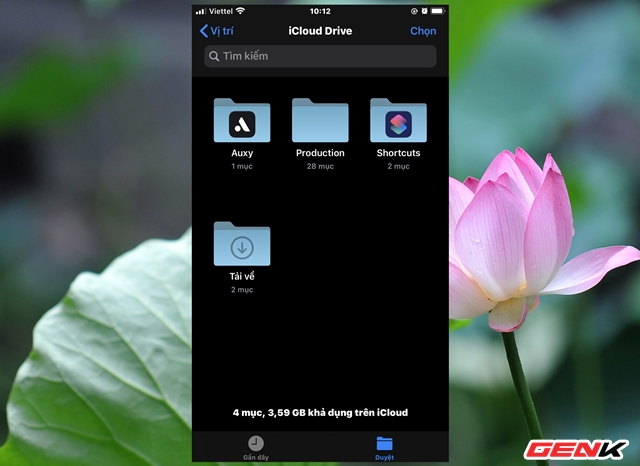 Viettel 10:12
Vị trí iCloud Drive Chọn
Tìm kiếm
Auxy Production Shortcuts
1 mục 28 mục 2 mục
Tải về
2 mục
4 mục, 3,59 GB khả dụng trên iCloud
Gần đây Duyệt
GENK